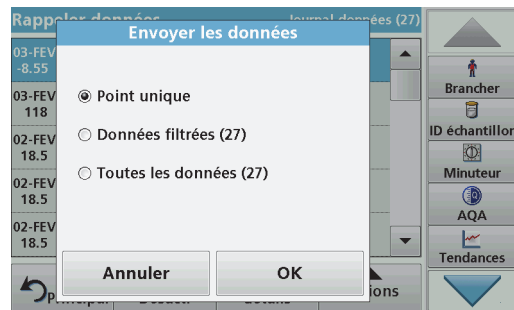 Rappeler données Journal données (27)
Envoyer les données
03-FEV
-8.55
03-FEV
118
02-FEV
18.5
02-FEV
18.5
02-FEV
18.5
Point unique
Données filtrées (27)
Toutes les données (27)
Annuler
OK
Brancher
ID échantillon
Minuteur
AQA
Tendances